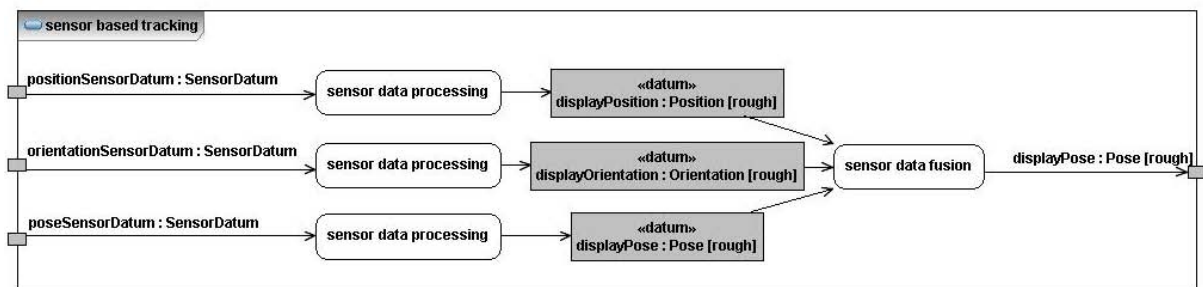 sensor based tracking
positionSensorDatum : SensorDatum
sensor data processing
«datum»
displayPosition : Position [rough]
orientationSensorDatum : SensorDatum
sensor data processing
«datum»
displayOrientation : Orientation [rough]
sensor data fusion
displayPose : Pose [rough]
poseSensorDatum : SensorDatum
sensor data processing
«datum»
displayPose : Pose [rough]